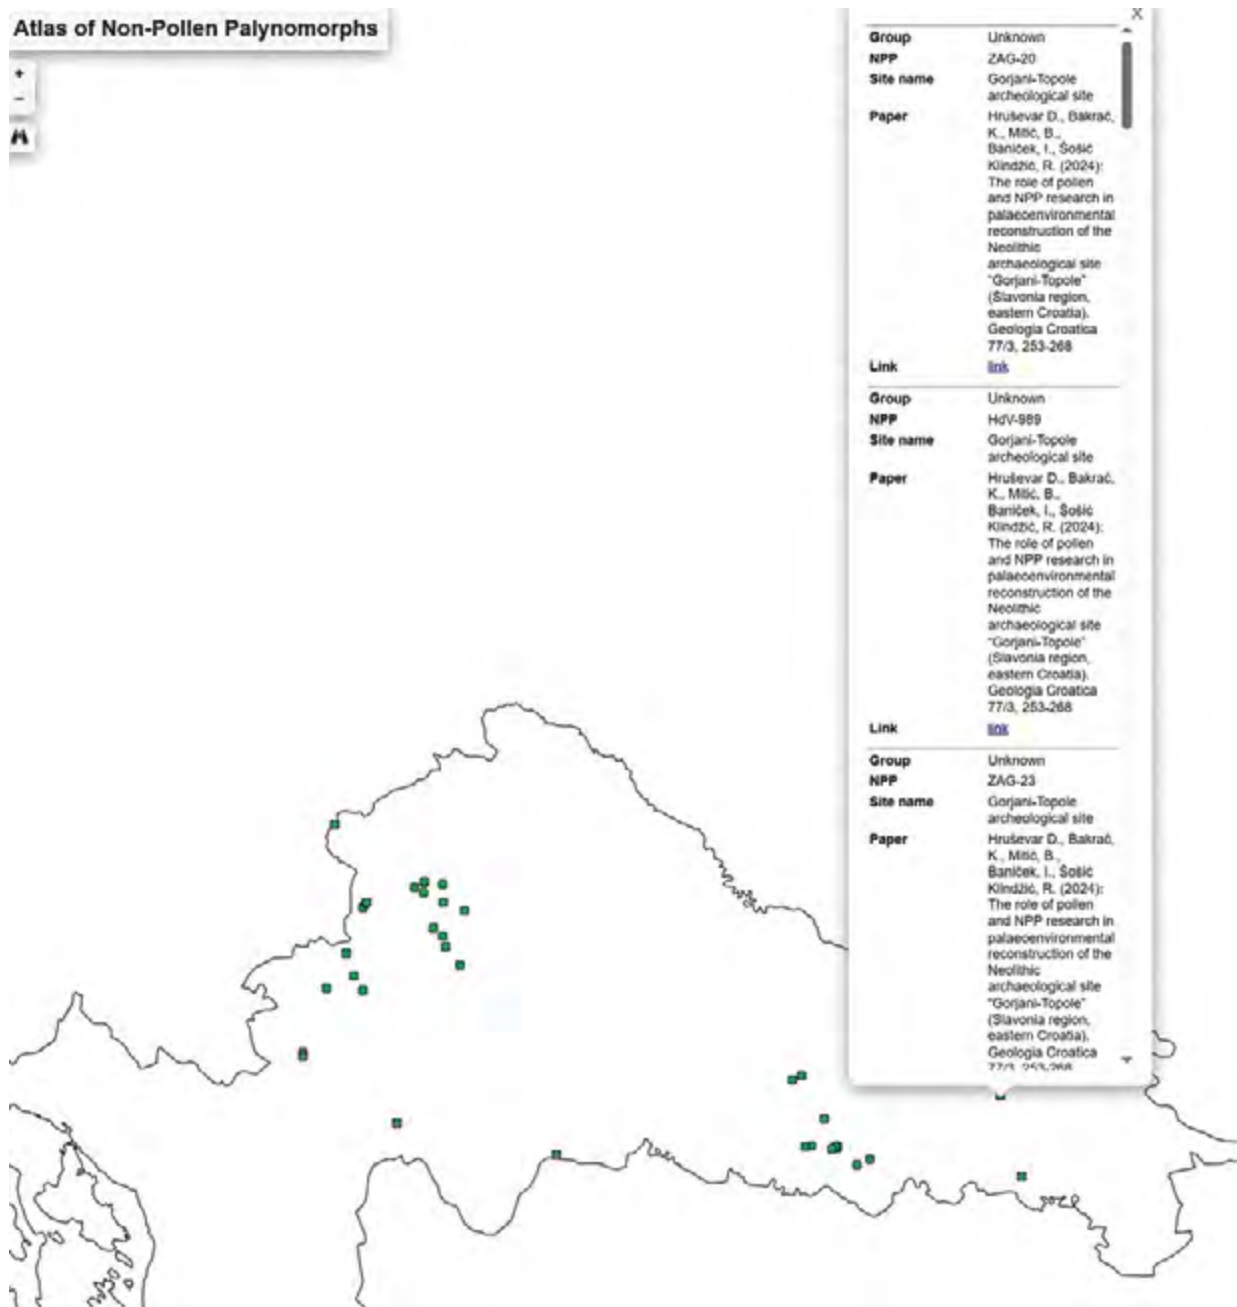 Atlas of Non-Pollen Palynomorphs
+
−
X
Group Unknown
NPP ZAG-20
Site name Gorjani-Topole
archeological site
Paper Hruševar D., Bakrač,
K., Mitić, B.,
Baniček, I., Šošić
Klindžić, R. (2024):
The role of pollen
and NPP research in
palaeoenvironmental
reconstruction of the
Neolithic
archaeological site
"Gorjani-Topole"
(Slavonia region,
eastern Croatia).
Geologia Croatica
77/3, 253-268
Link link
Group Unknown
NPP HdV-989
Site name Gorjani-Topole
archeological site
Paper Hruševar D., Bakrač,
K., Mitić, B.,
Baniček, I., Šošić
Klindžić, R. (2024):
The role of pollen
and NPP research in
palaeoenvironmental
reconstruction of the
Neolithic
archaeological site
"Gorjani-Topole"
(Slavonia region,
eastern Croatia).
Geologia Croatica
77/3, 253-268
Link link
Group Unknown
NPP ZAG-23
Site name Gorjani-Topole
archeological site
Paper Hruševar D., Bakrač,
K., Mitić, B.,
Baniček, I., Šošić
Klindžić, R. (2024):
The role of pollen
and NPP research in
palaeoenvironmental
reconstruction of the
Neolithic
archaeological site
"Gorjani-Topole"
(Slavonia region,
eastern Croatia).
Geologia Croatica
77/3, 253-268